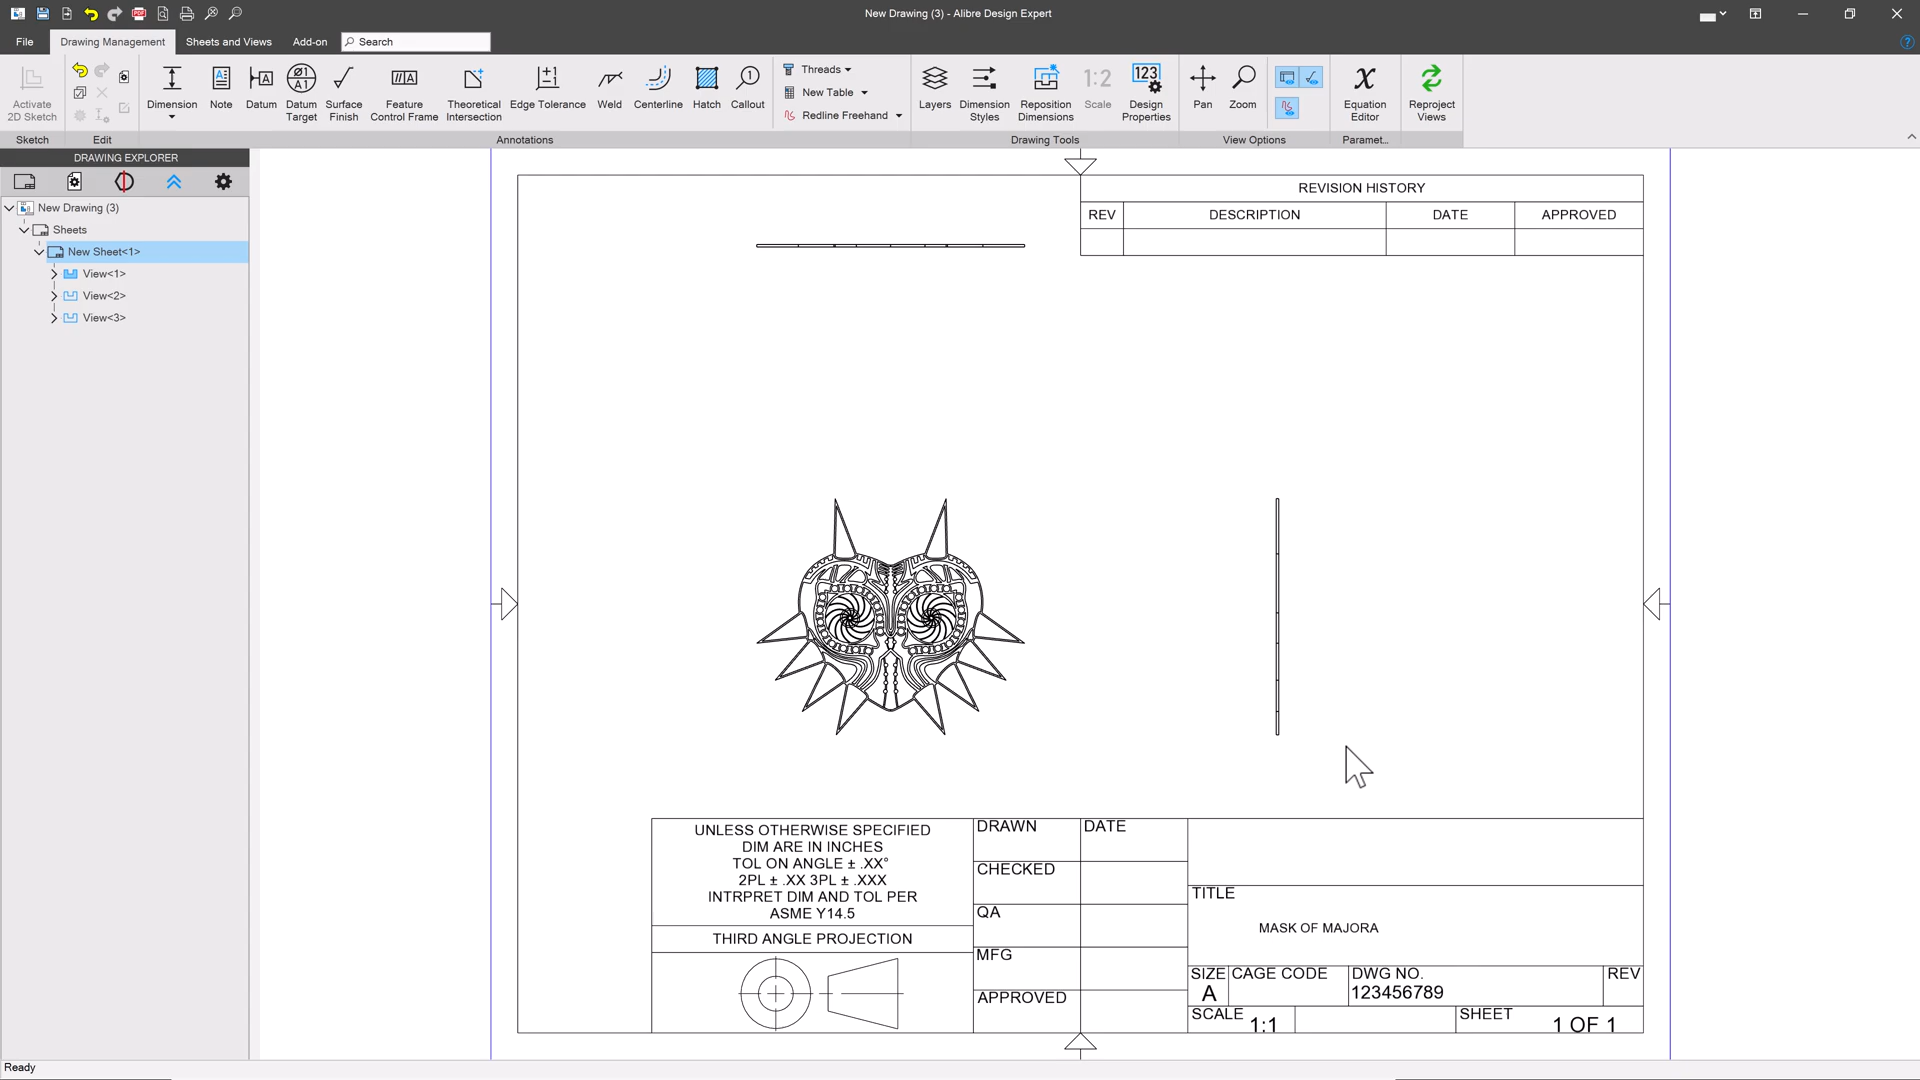 New Drawing (3) - Alibre Design Expert
File
Drawing Management
Sheets and Views
Add-on
Search
Activate
2D Sketch
Dimension
Note
Datum
Datum
Target
Surface
Finish
Feature
Control Frame
Theoretical
Intersection
Edge Tolerance
Weld
Centerline
Hatch
Callout
Threads
New Table
Redline Freehand
Layers
Dimension
Styles
Reposition
Dimensions
1:2
Scale
123
Design
Properties
Pan
Zoom
Equation
Editor
Reproject
Views
Sketch
Edit
Annotations
Drawing Tools
View Options
Paramet...
DRAWING EXPLORER
New Drawing (3)
Sheets
New Sheet<1>
View<1>
View<2>
View<3>
REVISION HISTORY
REV
DESCRIPTION
DATE
APPROVED
UNLESS OTHERWISE SPECIFIED
DIM ARE IN INCHES
TOL ON ANGLE ± .XX°
2PL ± .XX 3PL ± .XXX
INTRPRET DIM AND TOL PER
ASME Y14.5
THIRD ANGLE PROJECTION
DRAWN
DATE
CHECKED
QA
MFG
APPROVED
TITLE
MASK OF MAJORA
SIZE
A
CAGE CODE
DWG NO.
123456789
REV
SCALE
1:1
SHEET
1 OF 1
Ready